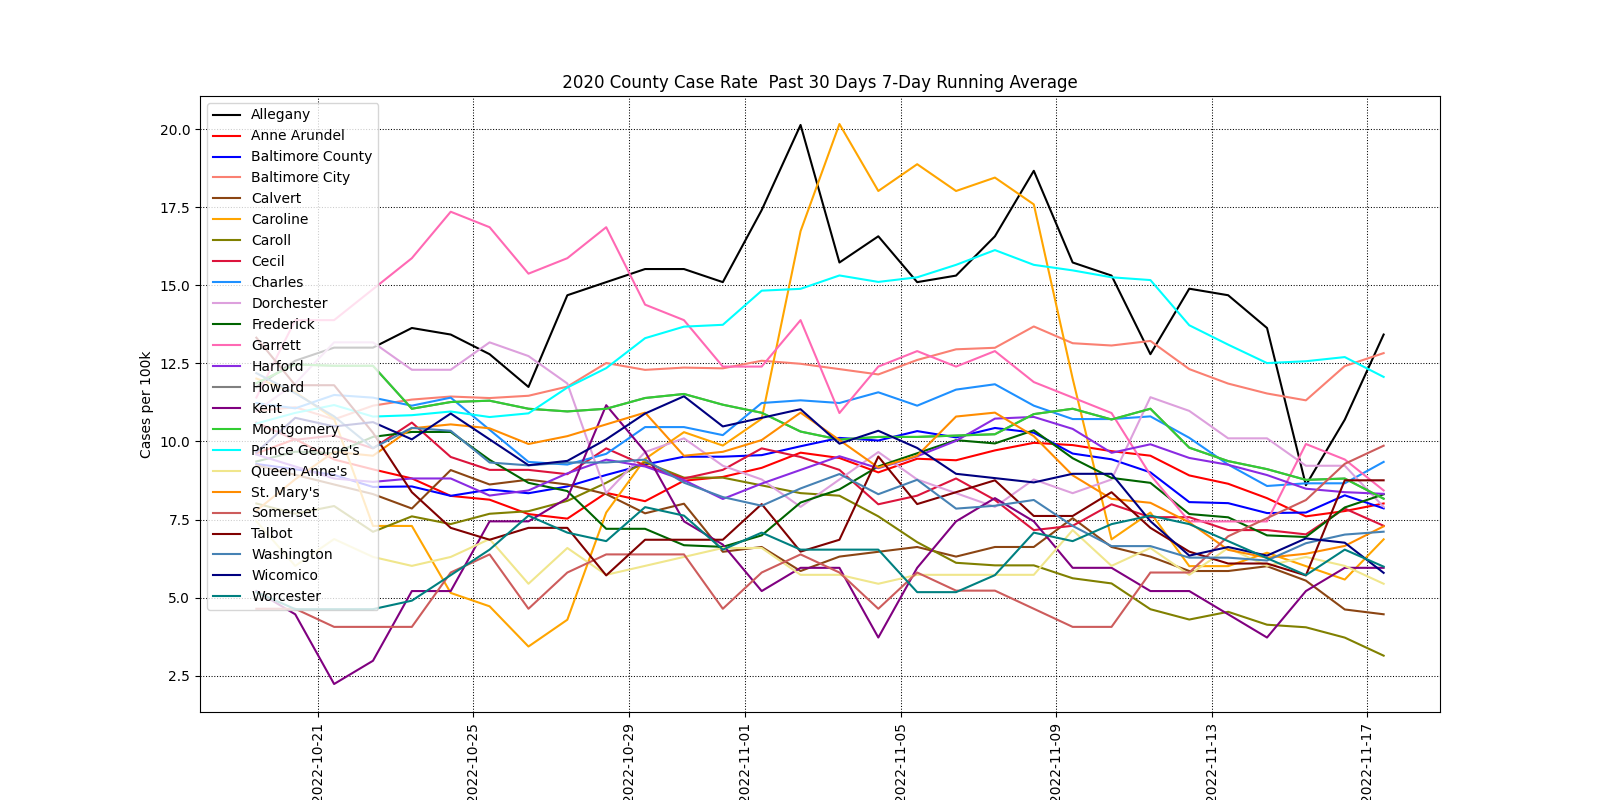 2020 County Case Rate  Past 30 Days 7-Day Running Average
Cases per 100k
20.0
17.5
15.0
12.5
10.0
7.5
5.0
2.5
Allegany
Anne Arundel
Baltimore County
Baltimore City
Calvert
Caroline
Caroll
Cecil
Charles
Dorchester
Frederick
Garrett
Harford
Howard
Kent
Montgomery
Prince George's
Queen Anne's
St. Mary's
Somerset
Talbot
Washington
Wicomico
Worcester
2022-10-21
2022-10-25
2022-10-29
2022-11-01
2022-11-05
2022-11-09
2022-11-13
2022-11-17